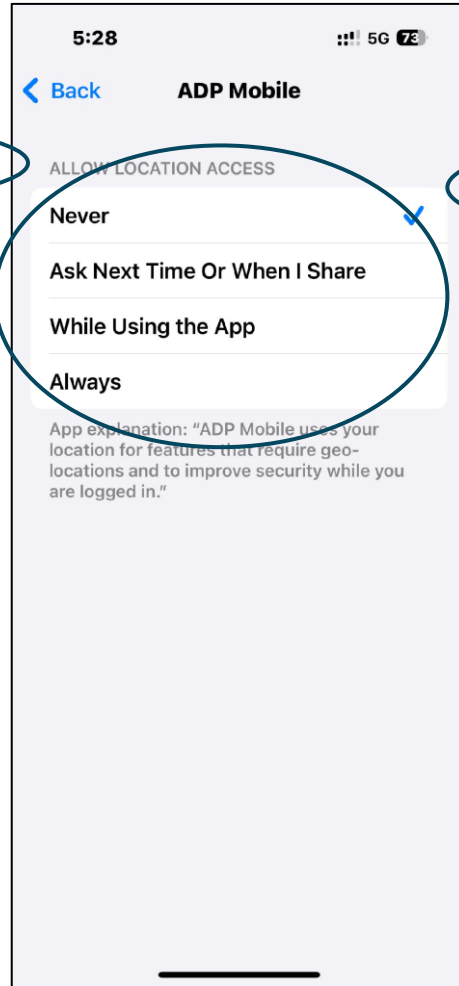 5:28 5G 73
Back ADP Mobile
ALLOW LOCATION ACCESS
Never
Ask Next Time Or When I Share
While Using the App
Always
App explanation: “ADP Mobile uses your
location for features that require geo-
locations and to improve security while you
are logged in.”